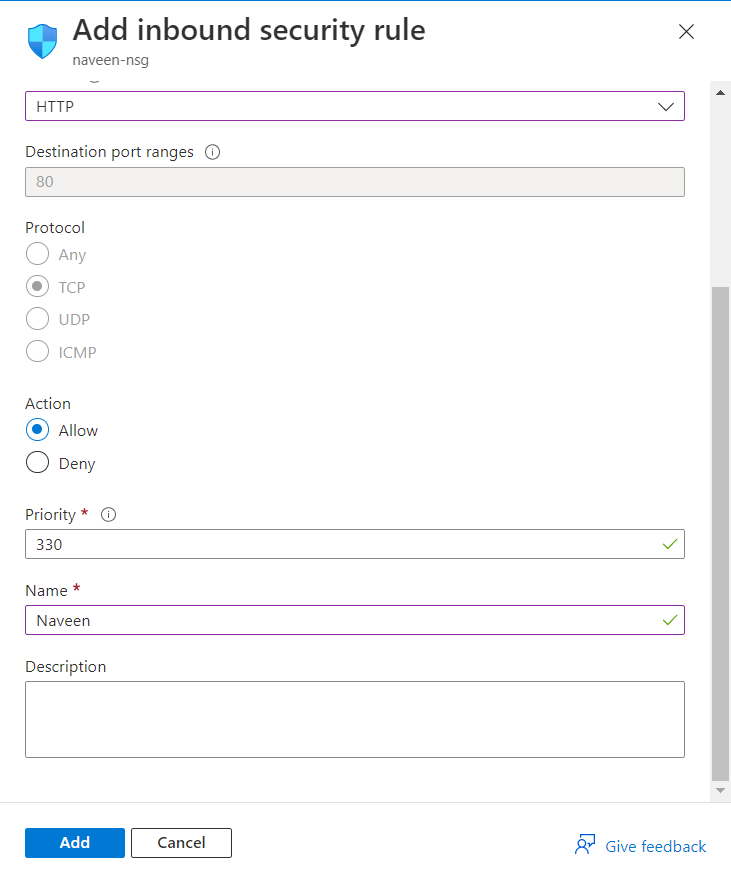 Add inbound security rule
naveen-nsg
HTTP
Destination port ranges
80
Protocol
Any
TCP
UDP
ICMP
Action
Allow
Deny
Priority *
330
Name *
Naveen
Description
Add
Cancel
Give feedback